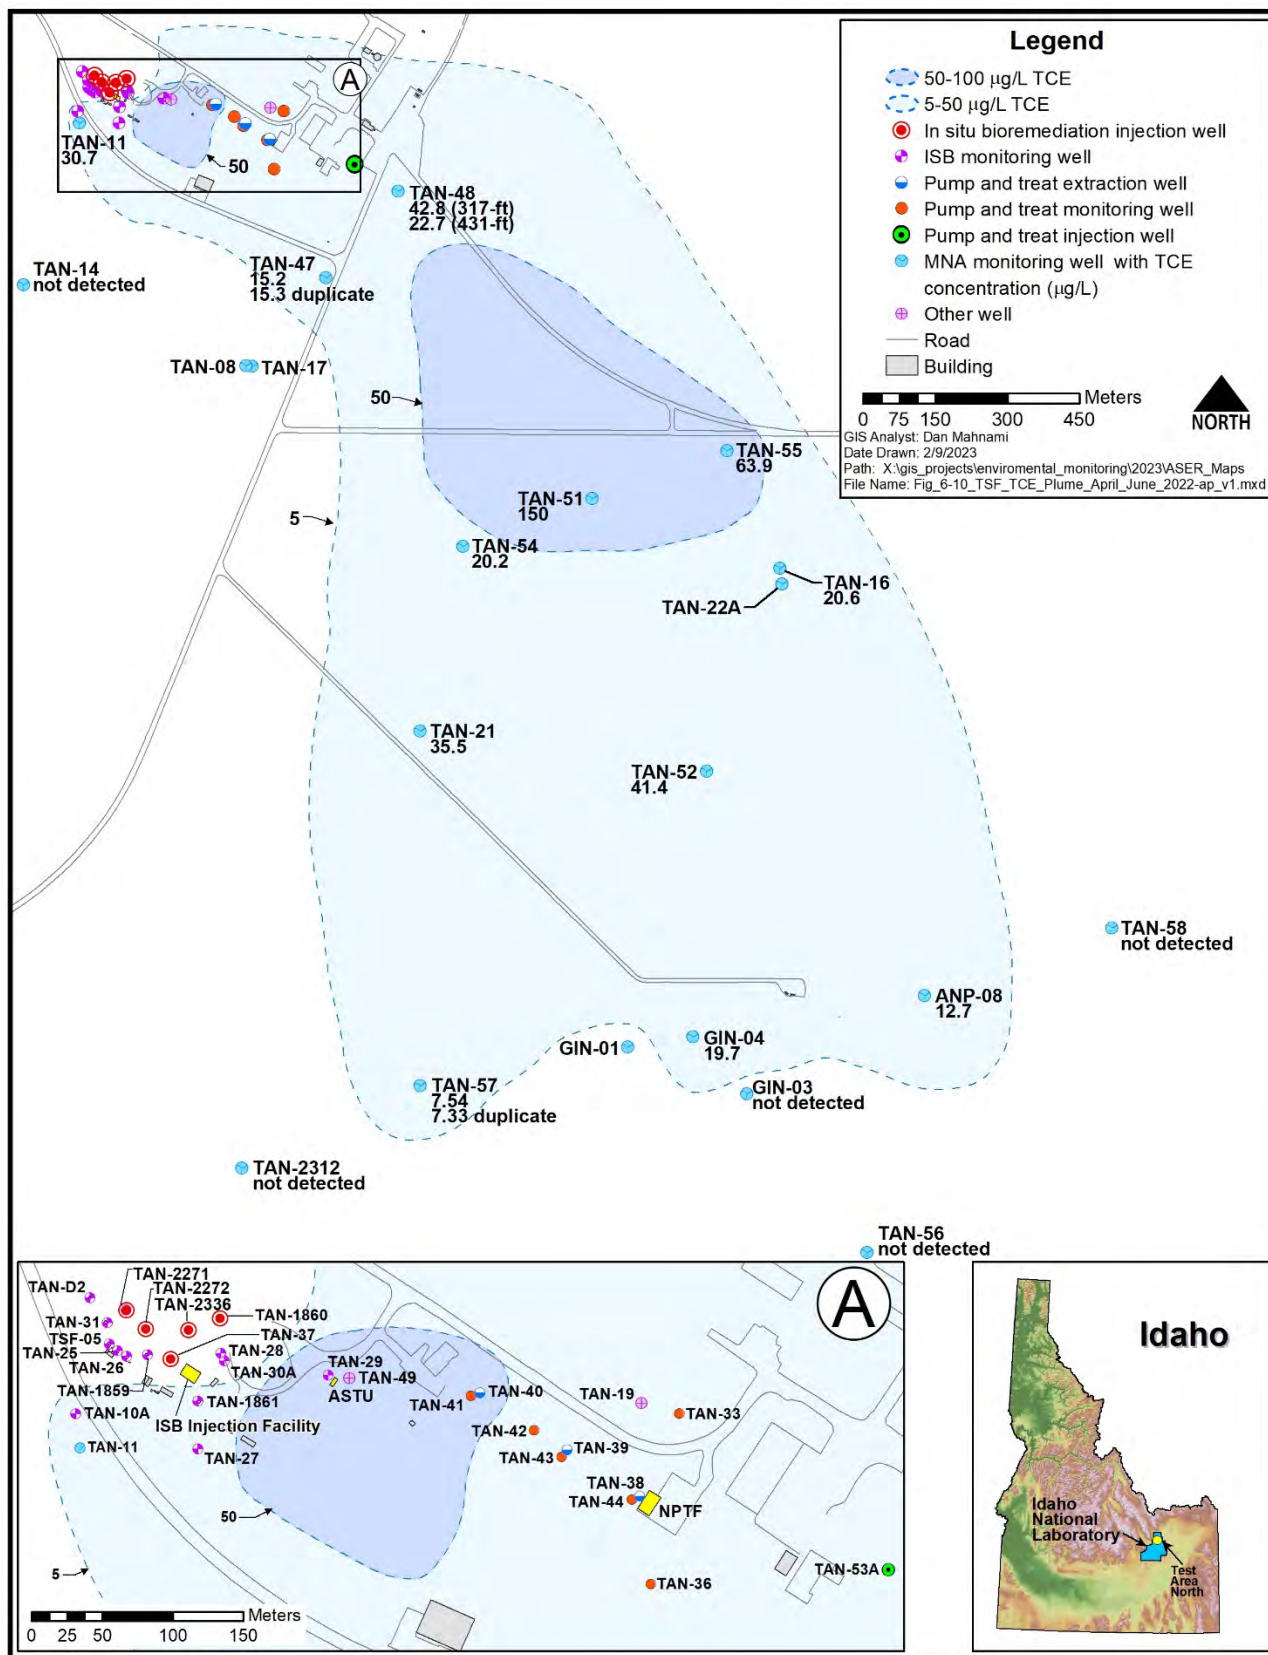 Legend
50-100 µg/L TCE
5-50 µg/L TCE
In situ bioremediation injection well
ISB monitoring well
Pump and treat extraction well
Pump and treat monitoring well
Pump and treat injection well
MNA monitoring well with TCE
concentration (µg/L)
Other well
Road
Building
Meters
0 75 150 300 450
NORTH
GIS Analyst: Dan Mahnami
Date Drawn: 2/9/2023
Path: X:\gis_projects\enviromental_monitoring\2023\ASER_Maps
File Name: Fig_6-10_TSF_TCE_Plume_April_June_2022-ap_v1.mxd
A
TAN-11
30.7
50
TAN-48
42.8 (317-ft)
22.7 (431-ft)
TAN-14
not detected
TAN-47
15.2
15.3 duplicate
TAN-08
TAN-17
50
TAN-55
63.9
TAN-51
150
5
TAN-54
20.2
TAN-16
20.6
TAN-22A
TAN-21
35.5
TAN-52
41.4
TAN-58
not detected
ANP-08
12.7
GIN-04
19.7
GIN-01
TAN-57
7.54
7.33 duplicate
GIN-03
not detected
TAN-2312
not detected
TAN-56
not detected
A
TAN-D2
TAN-2271
TAN-2272
TAN-2336
TAN-1860
TAN-31
TAN-37
TSF-05
TAN-25
TAN-28
TAN-26
TAN-30A
TAN-29
TAN-49
ASTU
TAN-1859
TAN-1861
TAN-40
TAN-41
TAN-19
TAN-33
TAN-10A
ISB Injection Facility
TAN-42
TAN-11
TAN-27
TAN-39
TAN-43
TAN-38
TAN-44
NPTF
50
5
TAN-53A
TAN-36
Meters
0 25 50 100 150
Idaho
Idaho
National
Laboratory
Test
Area
North